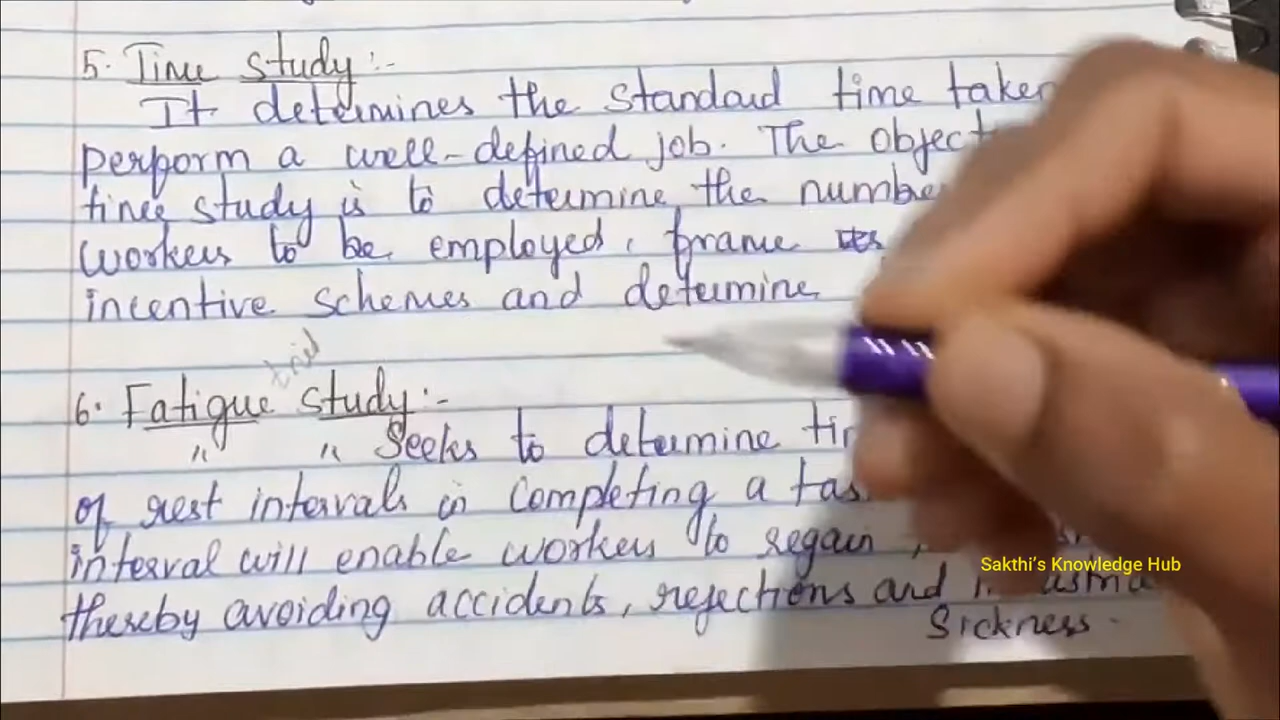 5. Time study :-
It determines the standard time taken
perform a well-defined job. The
time study is to determine the
workers to be employed, frame
incentive schemes and determine
tried
6. Fatigue study :-
" " Seeks to determine
of rest intervals in Completing a
interval will enable workers to regain
thereby avoiding accidents, rejections and
Sickness.
Sakthi's Knowledge Hub